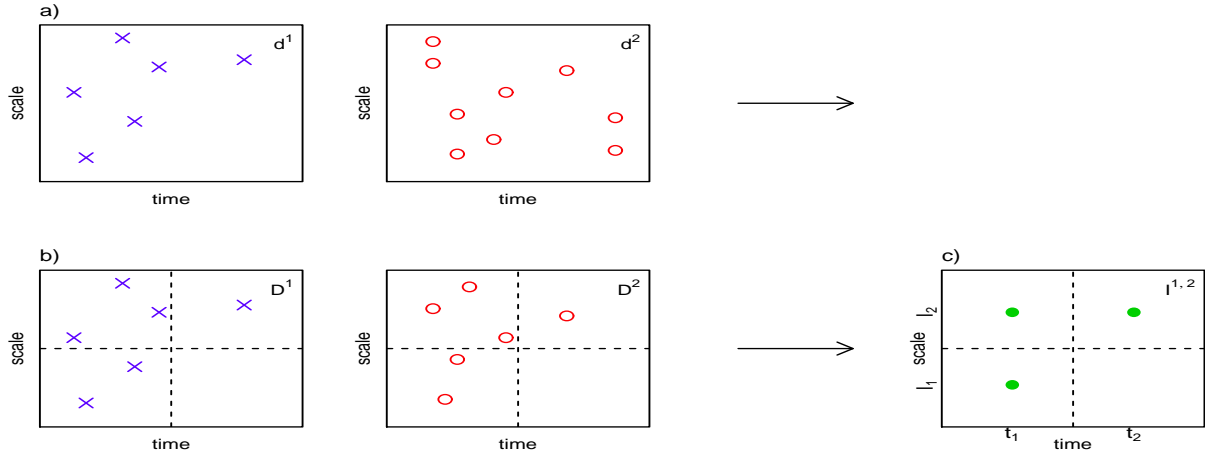 a)
d¹
scale
time
d²
time
b)
D¹
scale
time
D²
scale
time
c)
I¹,²
scale
l₂
l₁
t₁
t₂
time